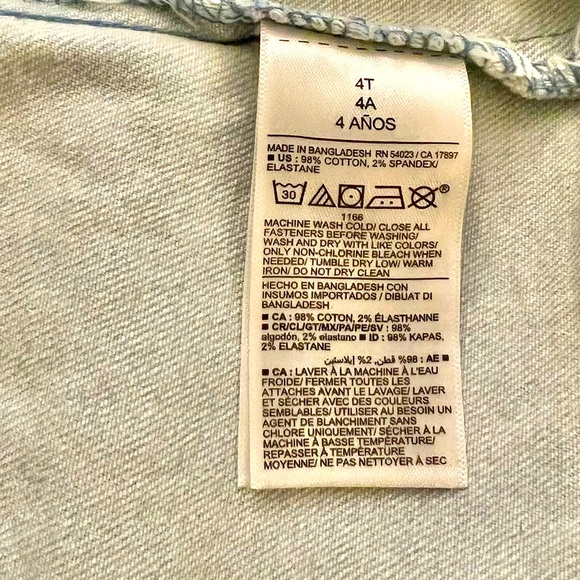 4T
4A
4 AÑOS
MADE IN BANGLADESH RN 54023 / CA 17897
■ US : 98% COTTON, 2% SPANDEX/
ELASTANE
30 ®
1166
MACHINE WASH COLD/ CLOSE ALL
FASTENERS BEFORE WASHING/
WASH AND DRY WITH LIKE COLORS/
ONLY NON-CHLORINE BLEACH WHEN
NEEDED/ TUMBLE DRY LOW/ WARM
IRON/ DO NOT DRY CLEAN
HECHO EN BANGLADESH CON
INSUMOS IMPORTADOS / DIBUAT DI
BANGLADESH
■ CA : 98% COTON, 2% ÉLASTHANNE
■ CR/CL/GT/MX/PA/PE/SV : 98%
algodón, 2% elastano ■ ID : 98% KAPAS,
2% ELASTANE
■ AE : 98% قطن, 2% إيلاستين
■ CA : LAVER À LA MACHINE À L'EAU
FROIDE/ FERMER TOUTES LES
ATTACHES AVANT LE LAVAGE/ LAVER
ET SÉCHER AVEC DES COULEURS
SEMBLABLES/ UTILISER AU BESOIN UN
AGENT DE BLANCHIMENT SANS
CHLORE UNIQUEMENT/ SÉCHER À LA
MACHINE À BASSE TEMPÉRATURE/
REPASSER À TEMPÉRATURE
MOYENNE/ NE PAS NETTOYER À SEC